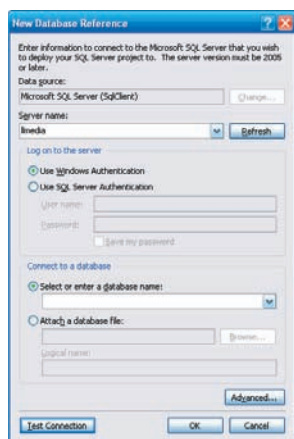 New Database Reference
Enter information to connect to the Microsoft SQL Server that you wish
to deploy your SQL Server project to. The server version must be 2005
or later.
Data source:
Microsoft SQL Server (SqlClient)
Change...
Server name:
Refresh
Log on to the server
Use Windows Authentication
Use SQL Server Authentication
User name:
Password:
Save my password
Connect to a database
Select or enter a database name:
Attach a database file:
Browse...
Logical name:
Advanced...
Test Connection
OK
Cancel